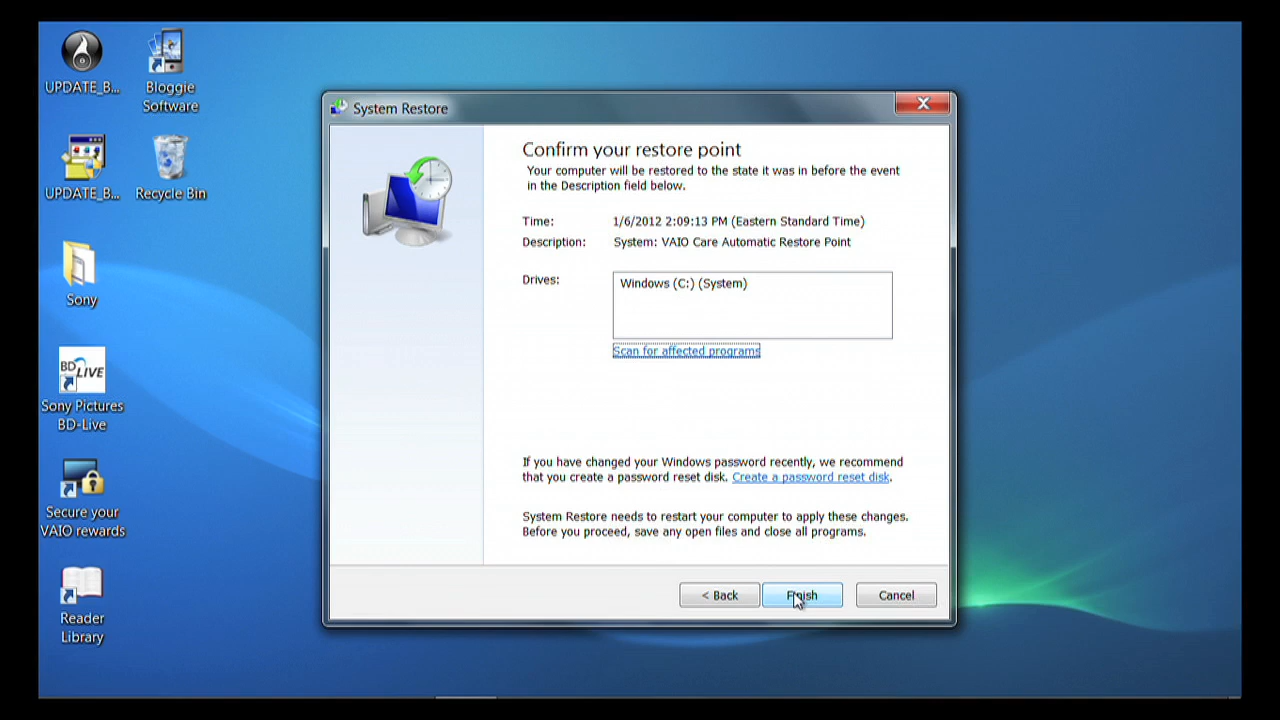 UPDATE_B...
Bloggie
Software
UPDATE_B...
Recycle Bin
Sony
BD LIVE
Sony Pictures
BD-Live
Secure your
VAIO rewards
Reader
Library
System Restore
Confirm your restore point
Your computer will be restored to the state it was in before the event
in the Description field below.
Time: 1/6/2012 2:09:13 PM (Eastern Standard Time)
Description: System: VAIO Care Automatic Restore Point
Drives: Windows (C:) (System)
Scan for affected programs
If you have changed your Windows password recently, we recommend
that you create a password reset disk. Create a password reset disk.
System Restore needs to restart your computer to apply these changes.
Before you proceed, save any open files and close all programs.
< Back Finish Cancel